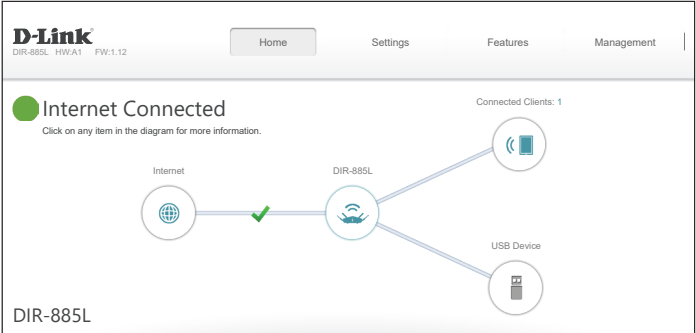 D-Link
DIR-885L HW:A1 FW:1.12
Home Settings Features Management
Internet Connected
Click on any item in the diagram for more information.
Connected Clients: 1
Internet
DIR-885L
USB Device
DIR-885L